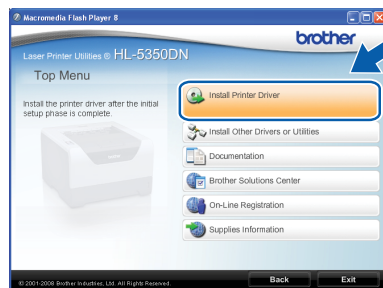 Macromedia Flash Player 8
brother
Laser Printer Utilities ® HL-5350DN
Top Menu
Install the printer driver after the initial
setup phase is complete.
Install Printer Driver
Install Other Drivers or Utilities
Documentation
Brother Solutions Center
On-Line Registration
Supplies Information
© 2001-2008 Brother Industries, Ltd. All Rights Reserved.
Back
Exit